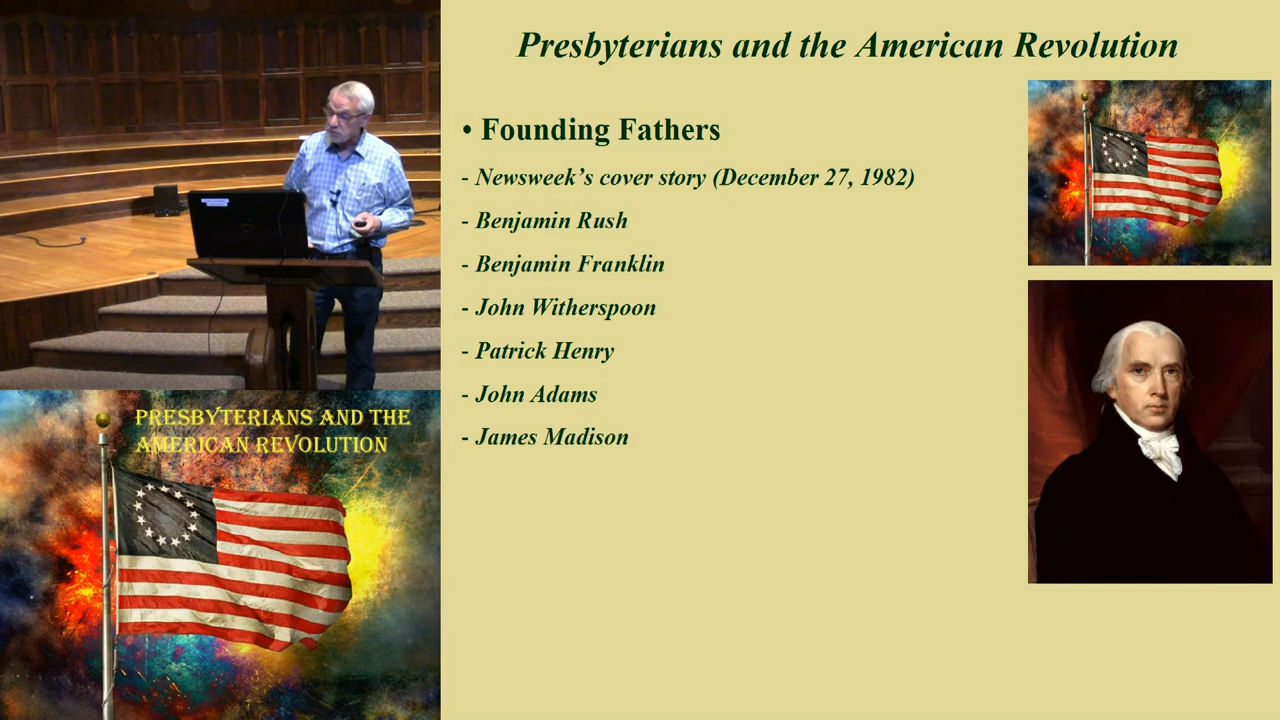 Presbyterians and the American Revolution
• Founding Fathers
- Newsweek’s cover story (December 27, 1982)
- Benjamin Rush
- Benjamin Franklin
- John Witherspoon
- Patrick Henry
- John Adams
- James Madison
PRESBYTERIANS AND THE
AMERICAN REVOLUTION